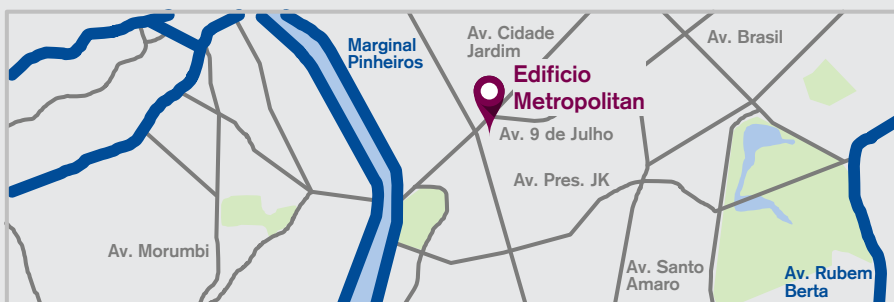 Av. Cidade
Jardim
Av. Brasil
Marginal
Pinheiros
Edificio
Metropolitan
Av. 9 de Julho
Av. Pres. JK
Av. Morumbi
Av. Santo
Amaro
Av. Rubem
Berta